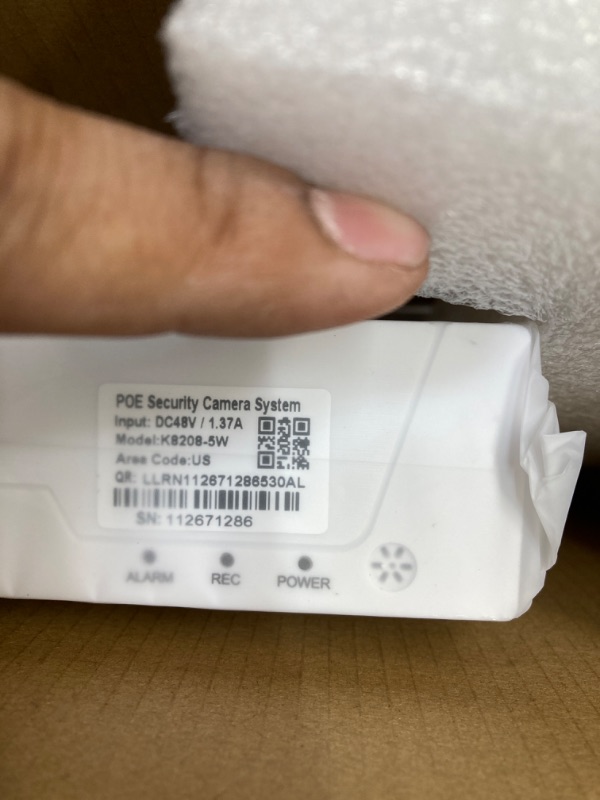 POE Security Camera System
Input: DC48V / 1.37A
Model:K8208-5W
Area Code:US
QR: LLRN112671286530AL
SN: 112671286
ALARM
REC
POWER